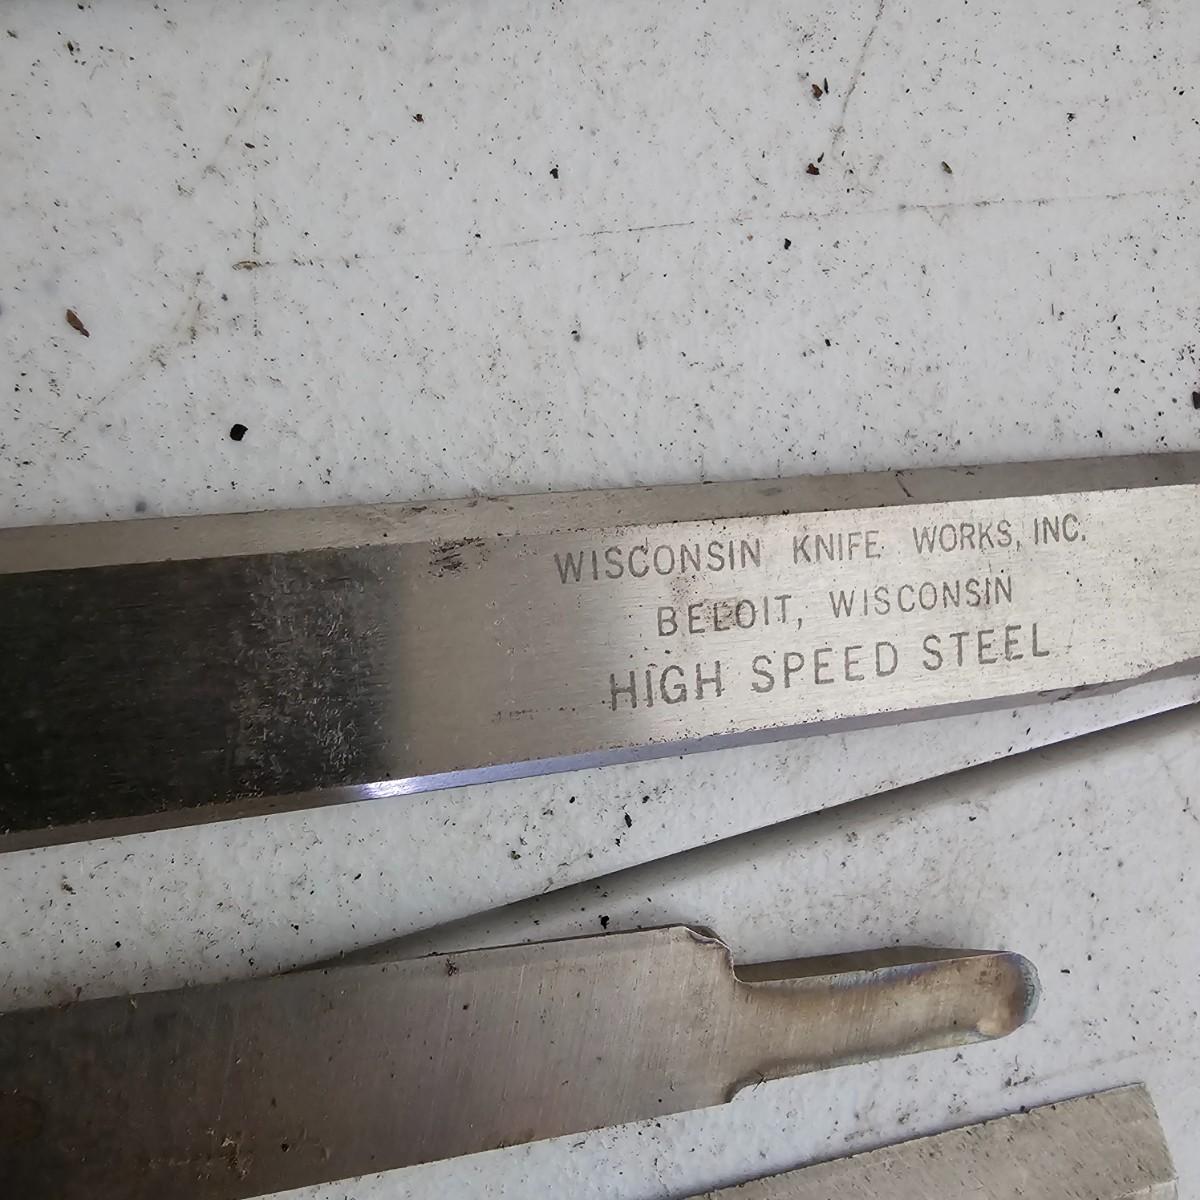 WISCONSIN KNIFE WORKS, INC.
BELOIT, WISCONSIN
HIGH SPEED STEEL